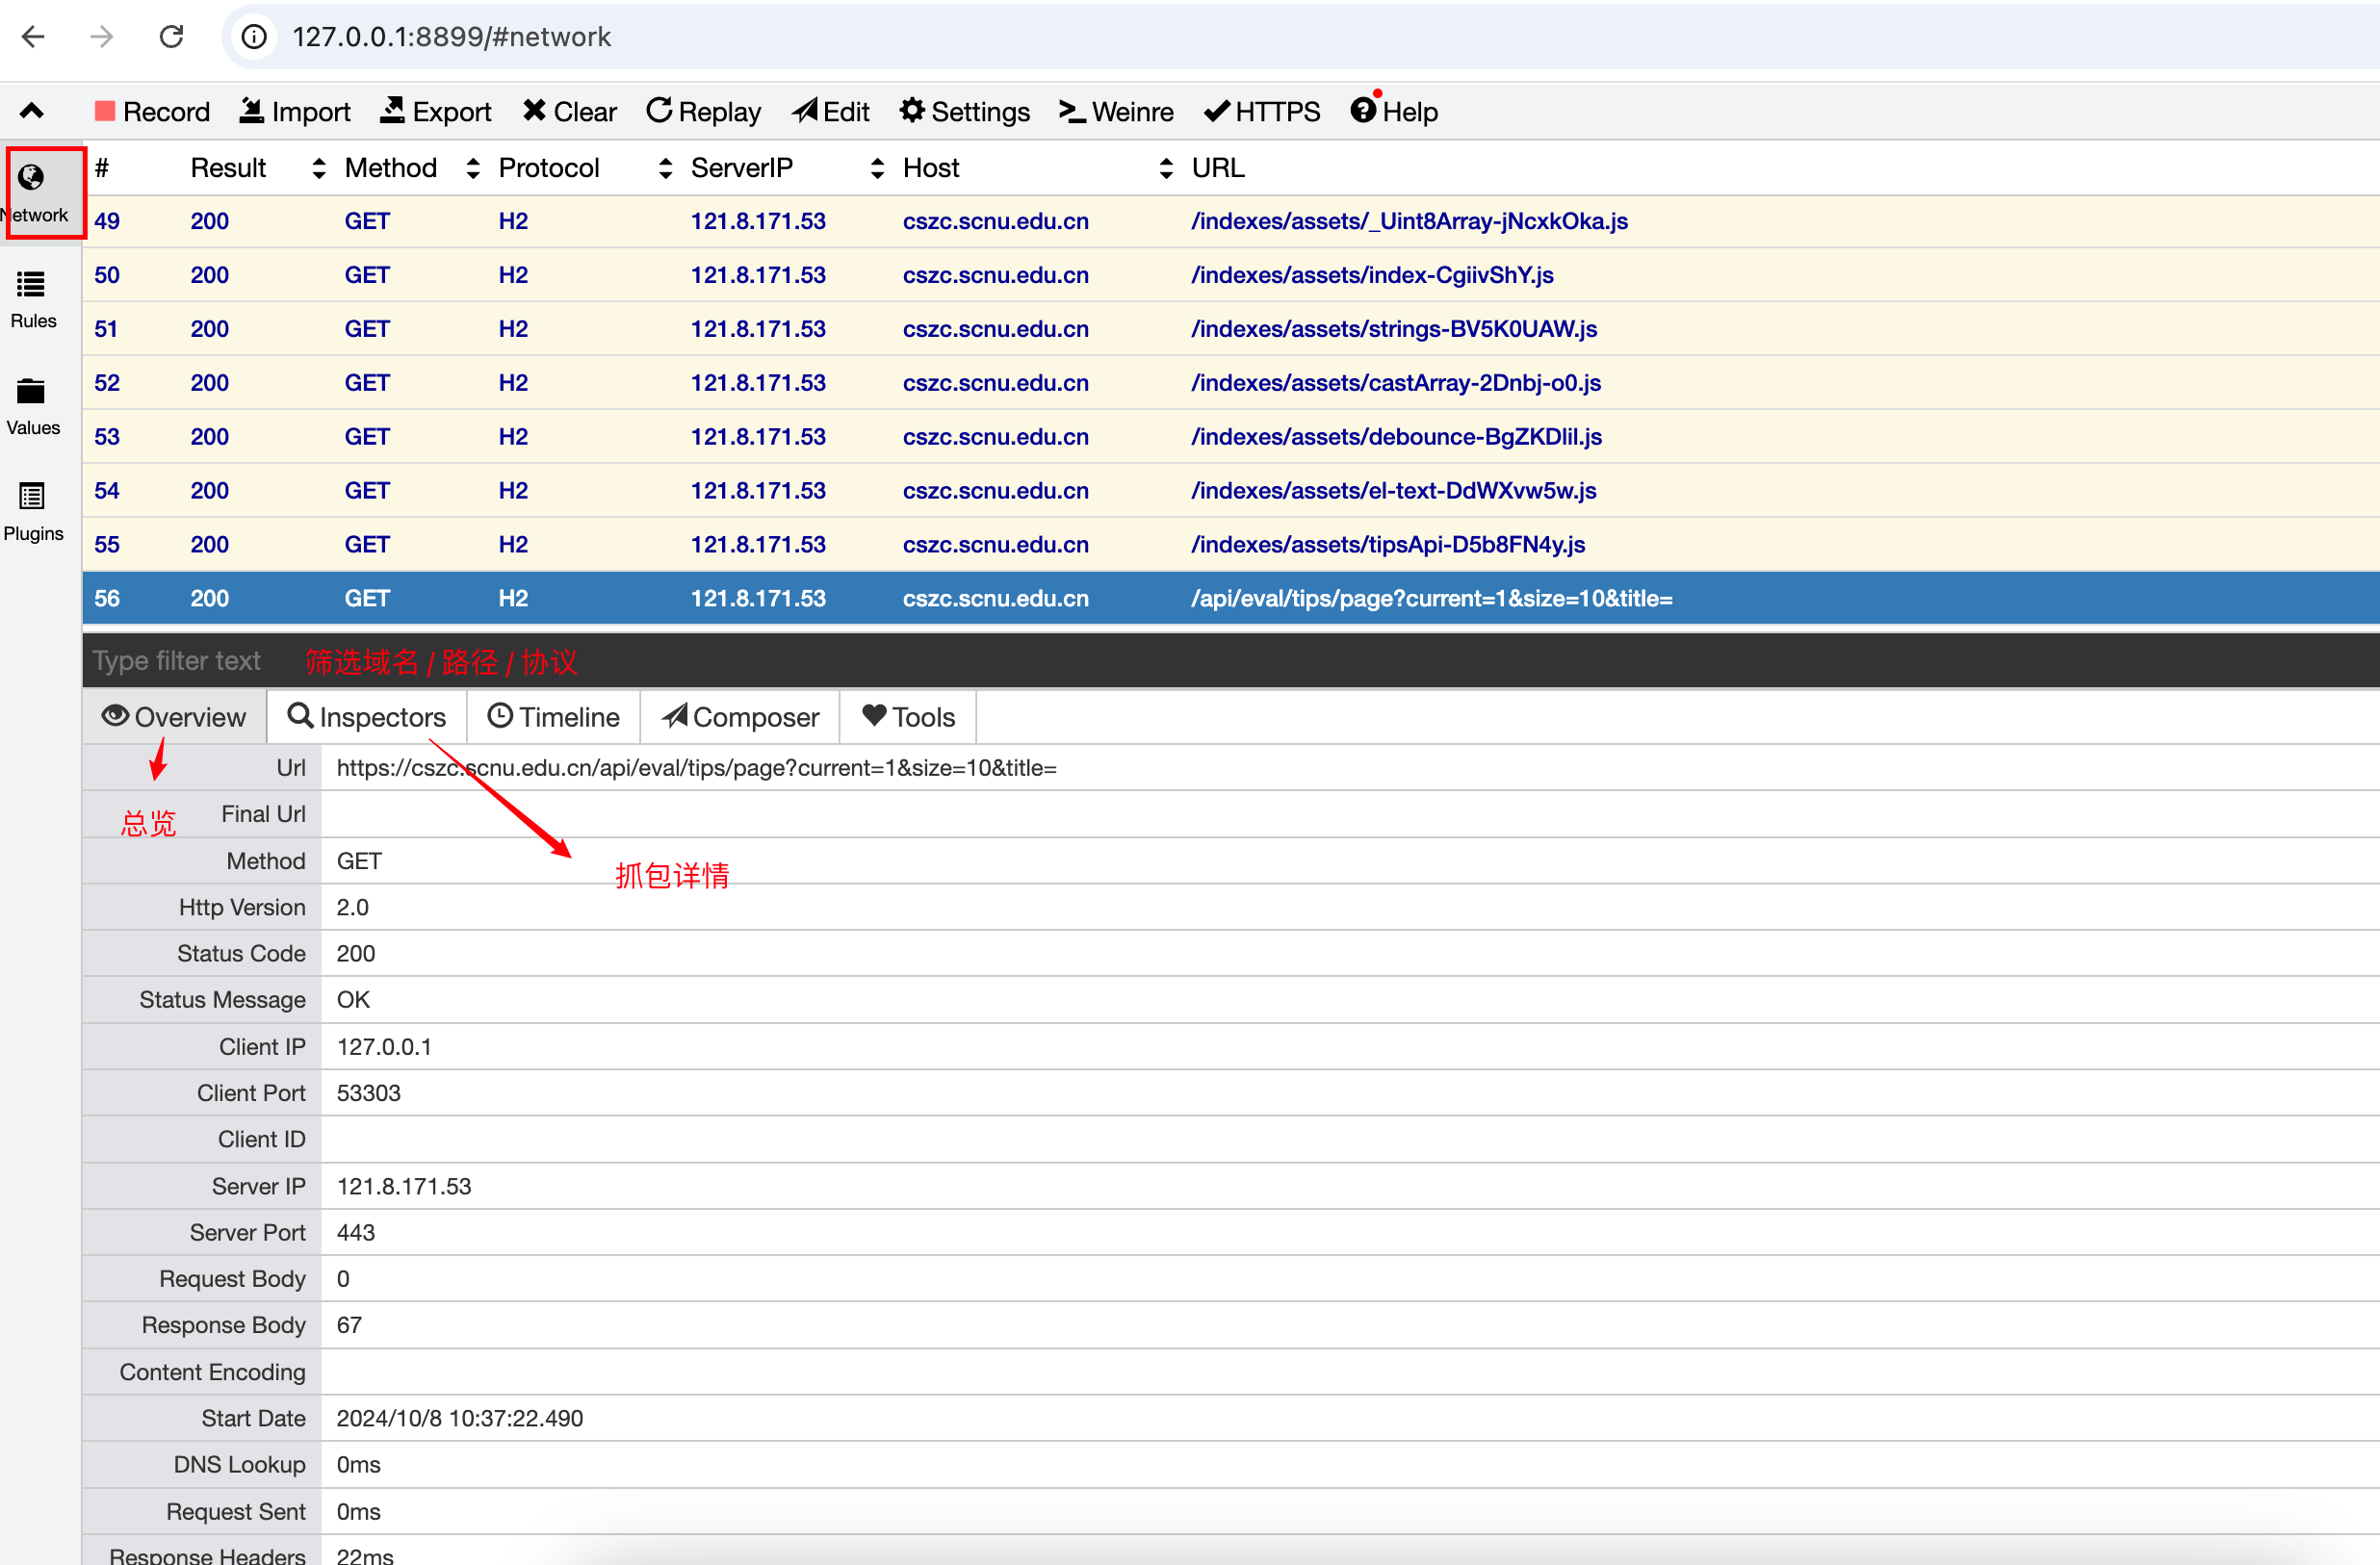 127.0.0.1:8899/#network
Record Import Export Clear Replay Edit Settings Weinre HTTPS Help
Network
Rules
Values
Plugins
# Result Method Protocol ServerIP Host URL
49 200 GET H2 121.8.171.53 cszc.scnu.edu.cn /indexes/assets/_Uint8Array-jNcxkOka.js
50 200 GET H2 121.8.171.53 cszc.scnu.edu.cn /indexes/assets/index-CgiivShY.js
51 200 GET H2 121.8.171.53 cszc.scnu.edu.cn /indexes/assets/strings-BV5K0UAW.js
52 200 GET H2 121.8.171.53 cszc.scnu.edu.cn /indexes/assets/castArray-2Dnbj-o0.js
53 200 GET H2 121.8.171.53 cszc.scnu.edu.cn /indexes/assets/debounce-BgZKDlil.js
54 200 GET H2 121.8.171.53 cszc.scnu.edu.cn /indexes/assets/el-text-DdWXvw5w.js
55 200 GET H2 121.8.171.53 cszc.scnu.edu.cn /indexes/assets/tipsApi-D5b8FN4y.js
56 200 GET H2 121.8.171.53 cszc.scnu.edu.cn /api/eval/tips/page?current=1&size=10&title=
Type filter text 筛选域名 / 路径 / 协议
Overview Inspectors Timeline Composer Tools
Url https://cszc.scnu.edu.cn/api/eval/tips/page?current=1&size=10&title=
总览 Final Url
Method GET
抓包详情
Http Version 2.0
Status Code 200
Status Message OK
Client IP 127.0.0.1
Client Port 53303
Client ID
Server IP 121.8.171.53
Server Port 443
Request Body 0
Response Body 67
Content Encoding
Start Date 2024/10/8 10:37:22.490
DNS Lookup 0ms
Request Sent 0ms
Response Headers 22ms